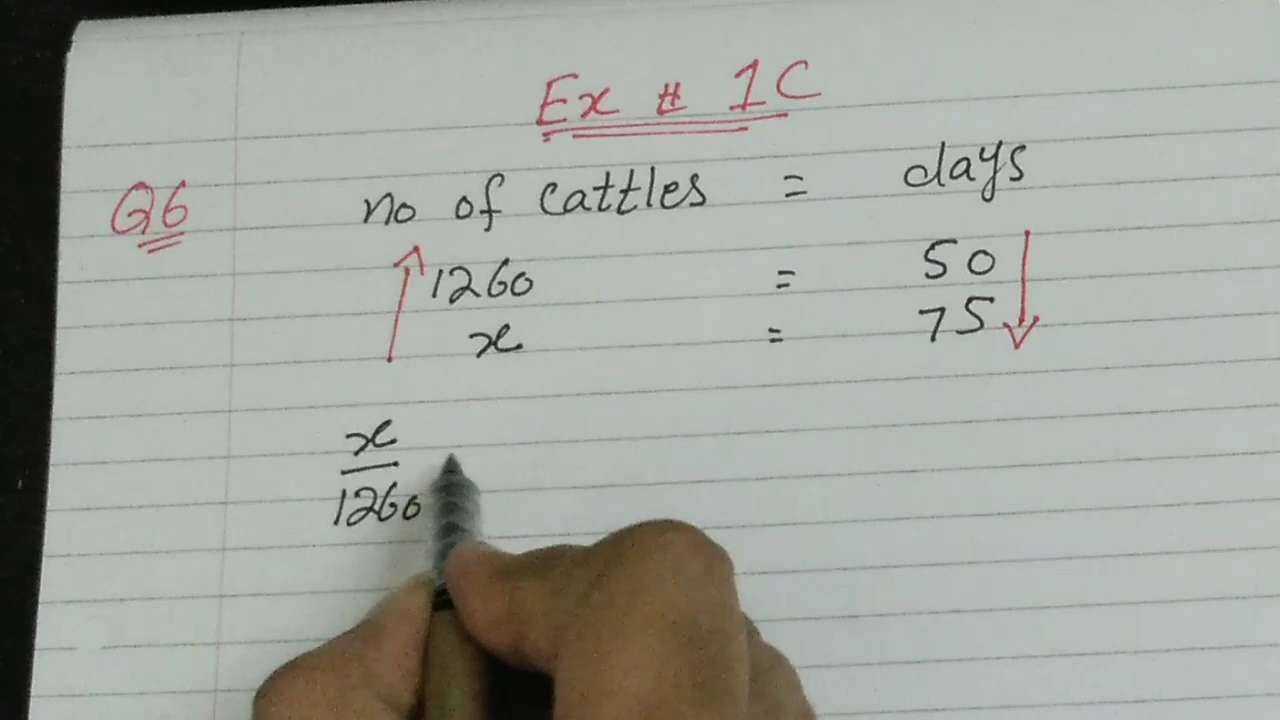 Ex # 1C
Q6 no of cattles = days
1260 = 50
x = 75
x
1260